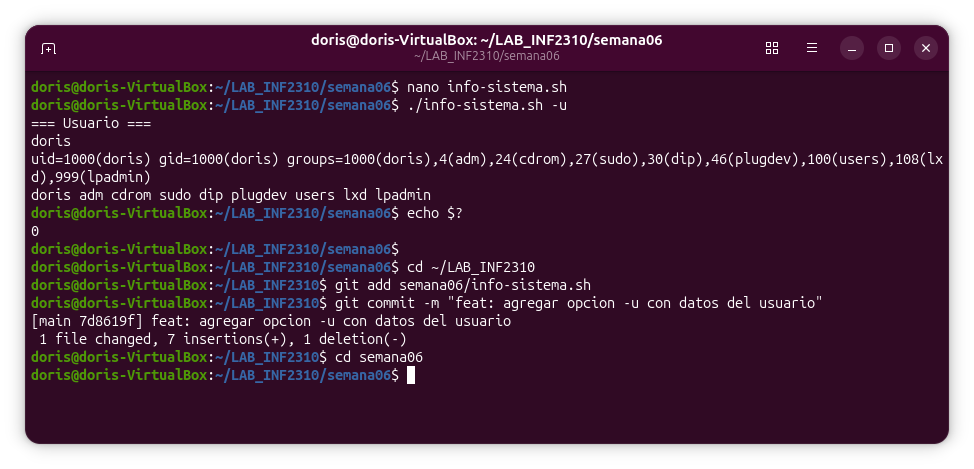 doris@doris-VirtualBox: ~/LAB_INF2310/semana06
~/LAB_INF2310/semana06
doris@doris-VirtualBox:~/LAB_INF2310/semana06$ nano info-sistema.sh
doris@doris-VirtualBox:~/LAB_INF2310/semana06$ ./info-sistema.sh -u
=== Usuario ===
doris
uid=1000(doris) gid=1000(doris) groups=1000(doris),4(adm),24(cdrom),27(sudo),30(dip),46(plugdev),100(users),108(lx
d),999(lpadmin)
doris adm cdrom sudo dip plugdev users lxd lpadmin
doris@doris-VirtualBox:~/LAB_INF2310/semana06$ echo $?
0
doris@doris-VirtualBox:~/LAB_INF2310/semana06$
doris@doris-VirtualBox:~/LAB_INF2310/semana06$ cd ~/LAB_INF2310
doris@doris-VirtualBox:~/LAB_INF2310$ git add semana06/info-sistema.sh
doris@doris-VirtualBox:~/LAB_INF2310$ git commit -m "feat: agregar opcion -u con datos del usuario"
[main 7d8619f] feat: agregar opcion -u con datos del usuario
 1 file changed, 7 insertions(+), 1 deletion(-)
doris@doris-VirtualBox:~/LAB_INF2310$ cd semana06
doris@doris-VirtualBox:~/LAB_INF2310/semana06$